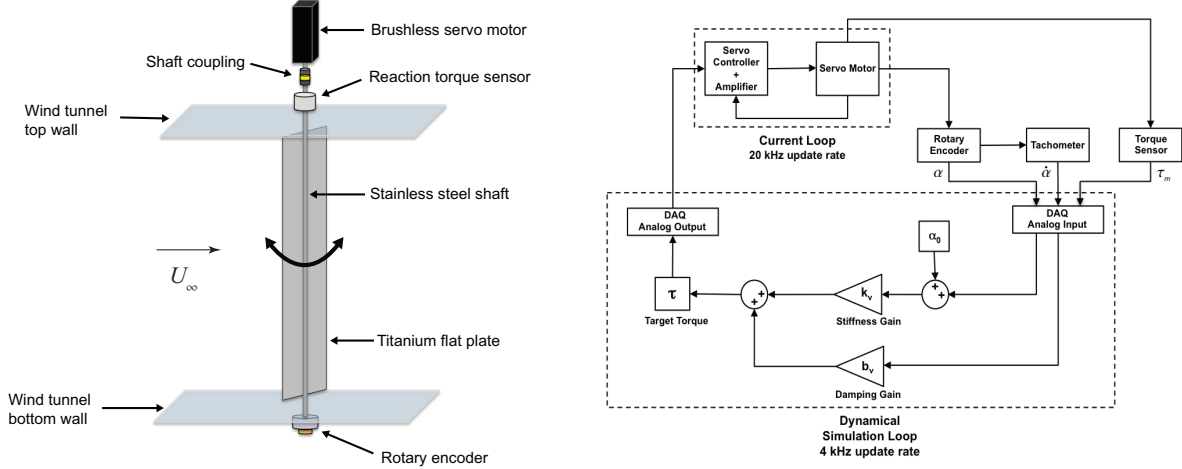 Brushless servo motor
Shaft coupling
Reaction torque sensor
Wind tunnel
top wall
Stainless steel shaft
U∞
Titanium flat plate
Wind tunnel
bottom wall
Rotary encoder
Servo
Controller
+
Amplifier
Servo Motor
Current Loop
20 kHz update rate
Rotary
Encoder
Tachometer
Torque
Sensor
α
α̇
τm
DAQ
Analog Output
DAQ
Analog Input
α0
τ
+
+
kv
+
+
Target Torque
Stiffness Gain
bv
Damping Gain
Dynamical
Simulation Loop
4 kHz update rate